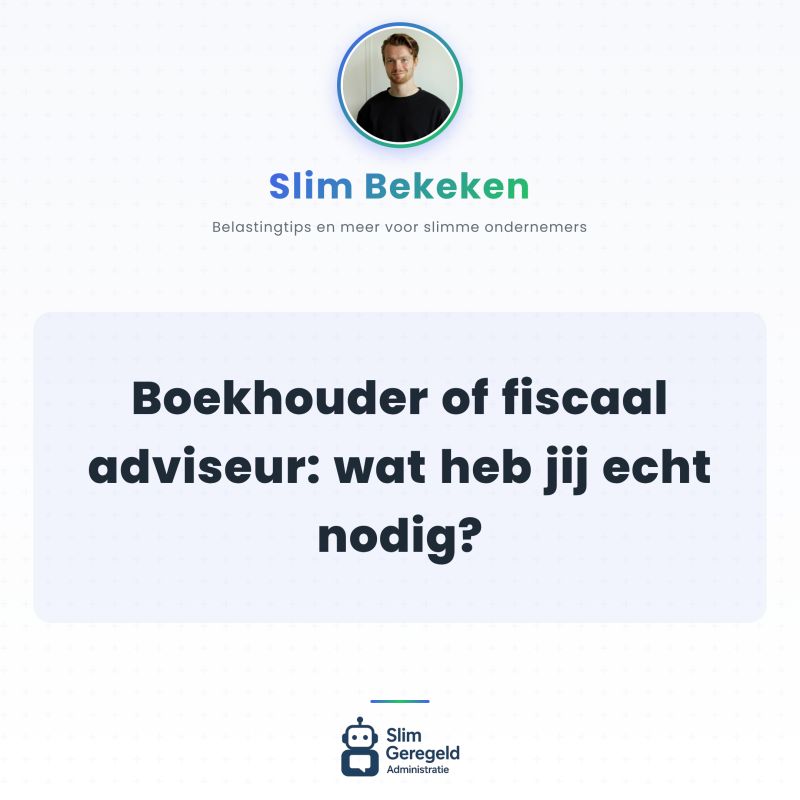 Slim Bekeken
Belastingtips en meer voor slimme ondernemers
Boekhouder of fiscaal
adviseur: wat heb jij echt
nodig?
Slim
Geregeld
Administratie